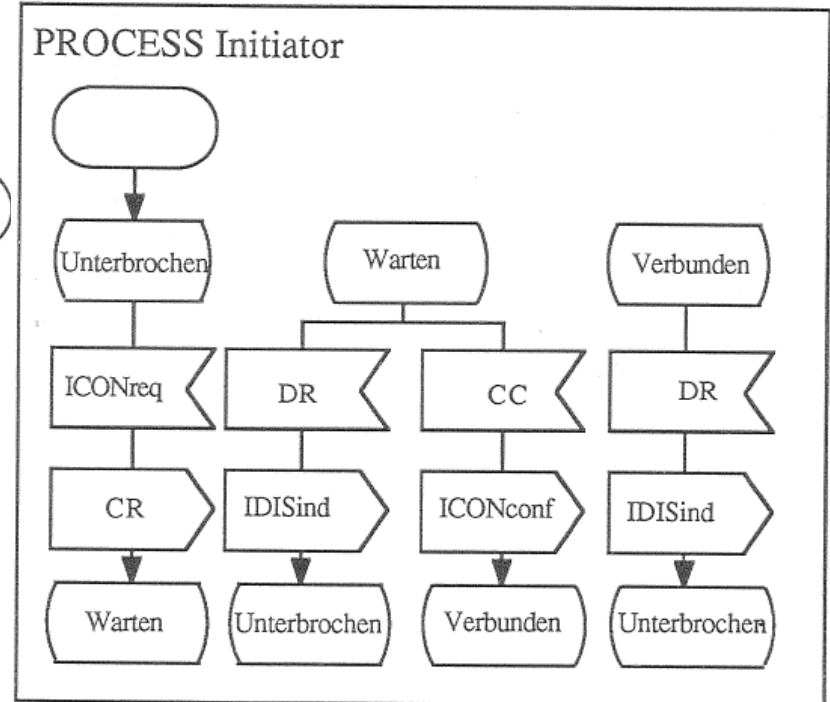 PROCESS Initiator
Unterbrochen
Warten
Verbunden
ICONreq
DR
CC
DR
CR
IDISind
ICONconf
IDISind
Warten
Unterbrochen
Verbunden
Unterbrochen